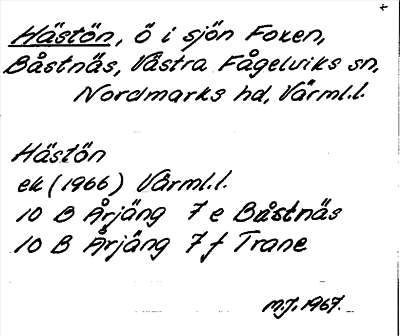 Hästön, ö i sjön Foxen,
Båstnäs, Västra Fågelviks sn,
Nordmarks hd, Värml.l.
Hästön
ek (1966) Värml.l.
10 B Årjäng 7 e Båstnäs
10 B Årjäng 7 f Trane
M.J. 1967.